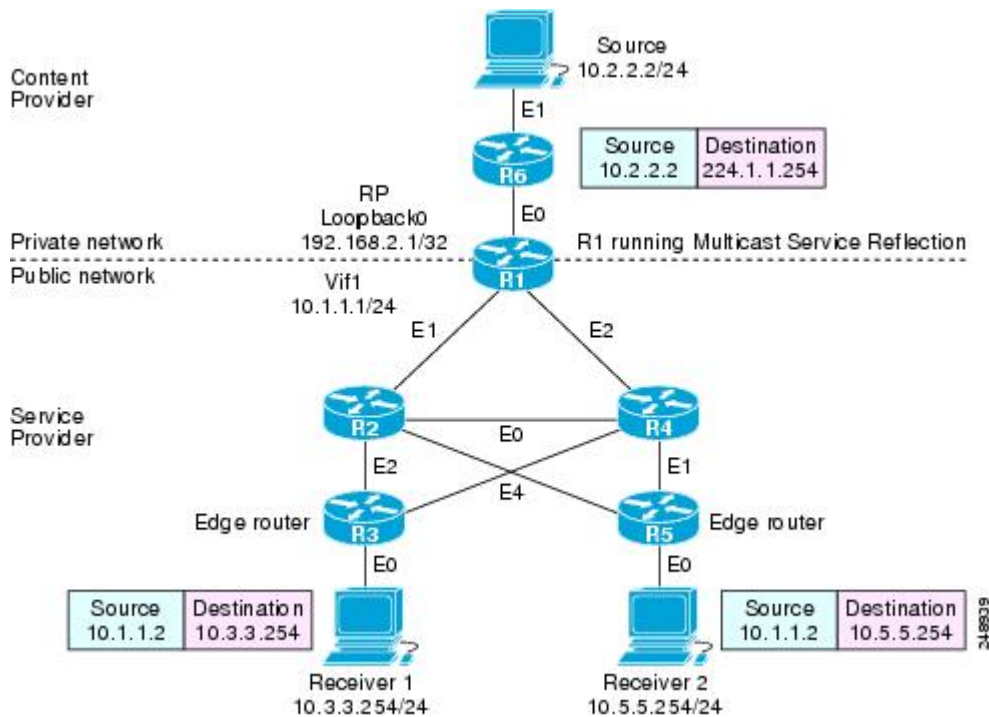 Source
10.2.2.2/24
Content
Provider
E1
Source
10.2.2.2
Destination
224.1.1.254
R6
RP
Loopback0
192.168.2.1/32
E0
Private network
R1 running Multicast Service Reflection
Public network
R1
Vif1
10.1.1.1/24
E1
E2
Service
Provider
R2
R4
E0
E2
E1
E4
Edge router
R3
R5
Edge router
E0
E0
Source
10.1.1.2
Destination
10.3.3.254
Source
10.1.1.2
Destination
10.5.5.254
Receiver 1
10.3.3.254/24
Receiver 2
10.5.5.254/24
248939